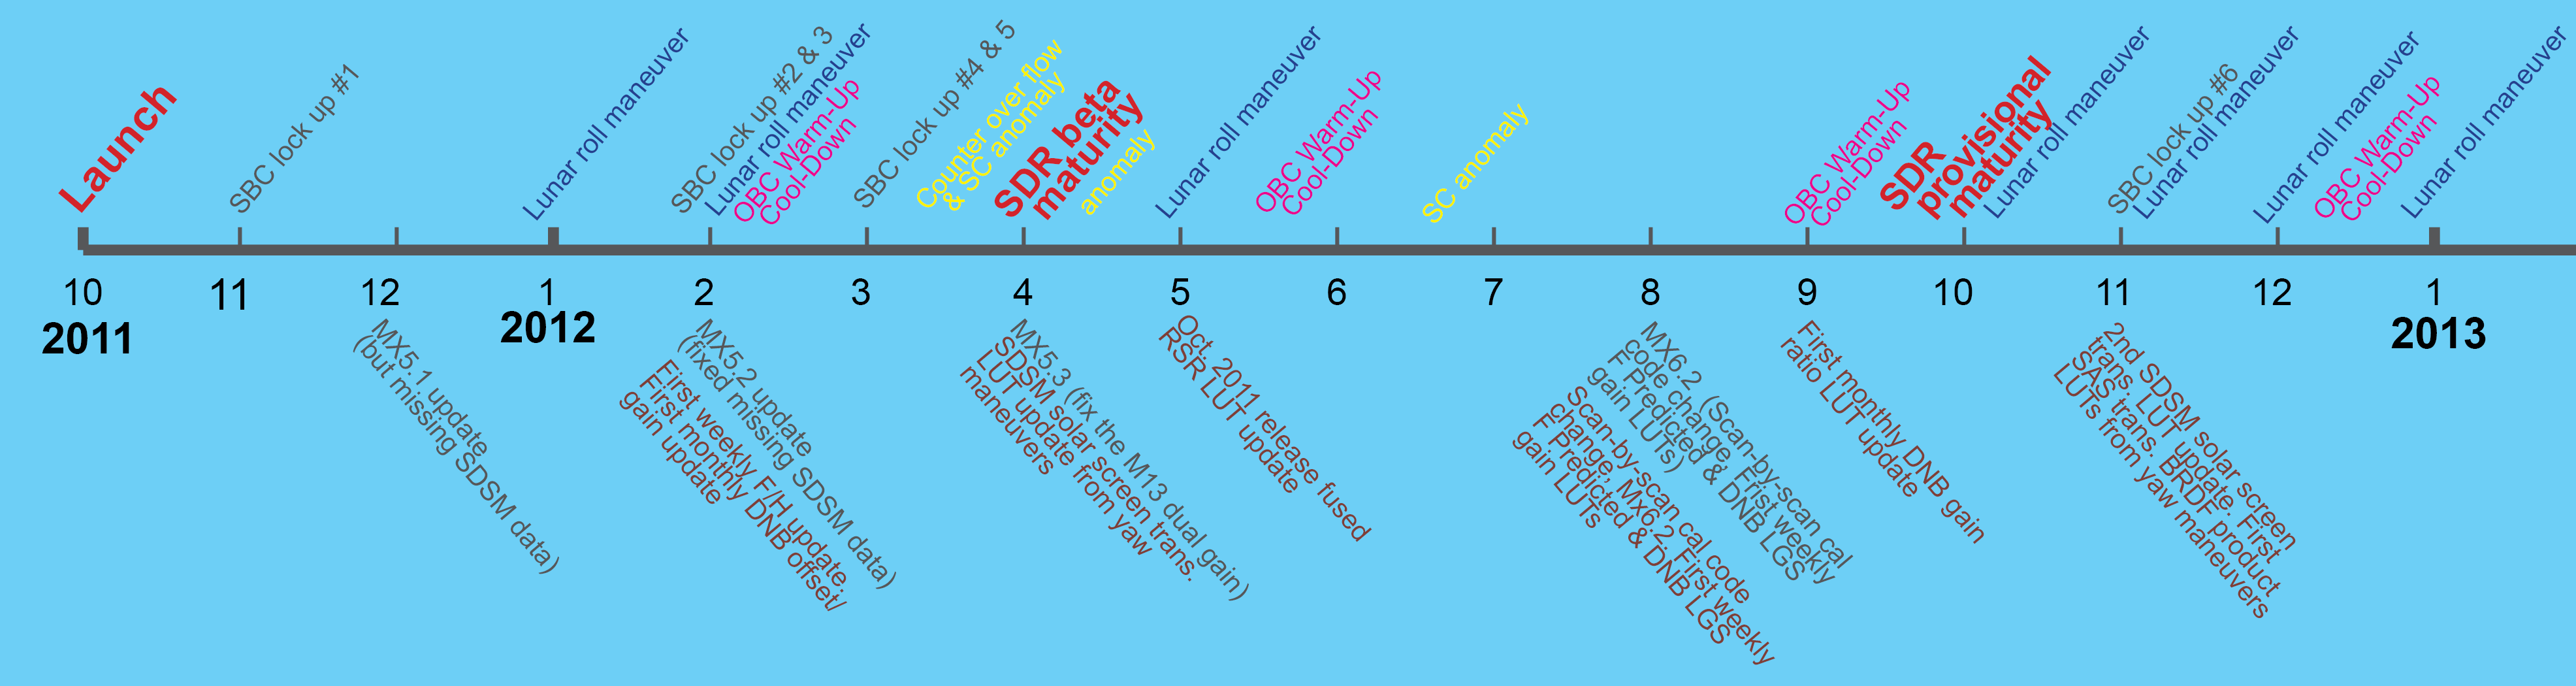 Launch
SBC lock up #1
Lunar roll maneuver
SBC lock up #2 & 3
Lunar roll maneuver
OBC Warm-Up
Cool-Down
SBC lock up #4 & 5
Counter over flow
& SC anomaly
SDR beta
maturity
anomaly
Lunar roll maneuver
OBC Warm-Up
Cool-Down
SC anomaly
OBC Warm-Up
Cool-Down
SDR
provisional
maturity
Lunar roll maneuver
SBC lock up #6
Lunar roll maneuver
Lunar roll maneuver
OBC Warm-Up
Cool-Down
Lunar roll maneuver
10 11 12 1 2 3 4 5 6 7 8 9 10 11 12 1
2011 2012 2013
MX5.1 update
(but missing SDSM data)
MX5.2 update
(fixed missing SDSM data)
First weekly F/H update.
First monthly DNB offset/
gain update
MX5.3 (fix the M13 dual gain)
SDSM solar screen trans.
LUT update from yaw
maneuvers
Oct. 2011 release fused
RSR LUT update
MX6.2 (Scan-by-scan cal
code change, Frist weekly
F Predicted & DNB LGS
gain LUTs)
Scan-by-scan cal code
change, Mx6.2, First weekly
F Predicted & DNB LGS
gain LUTs
First monthly DNB gain
ratio LUT update
2nd SDSM solar screen
trans. LUT update. First
SAS trans. BRDF product
LUTs from yaw maneuvers